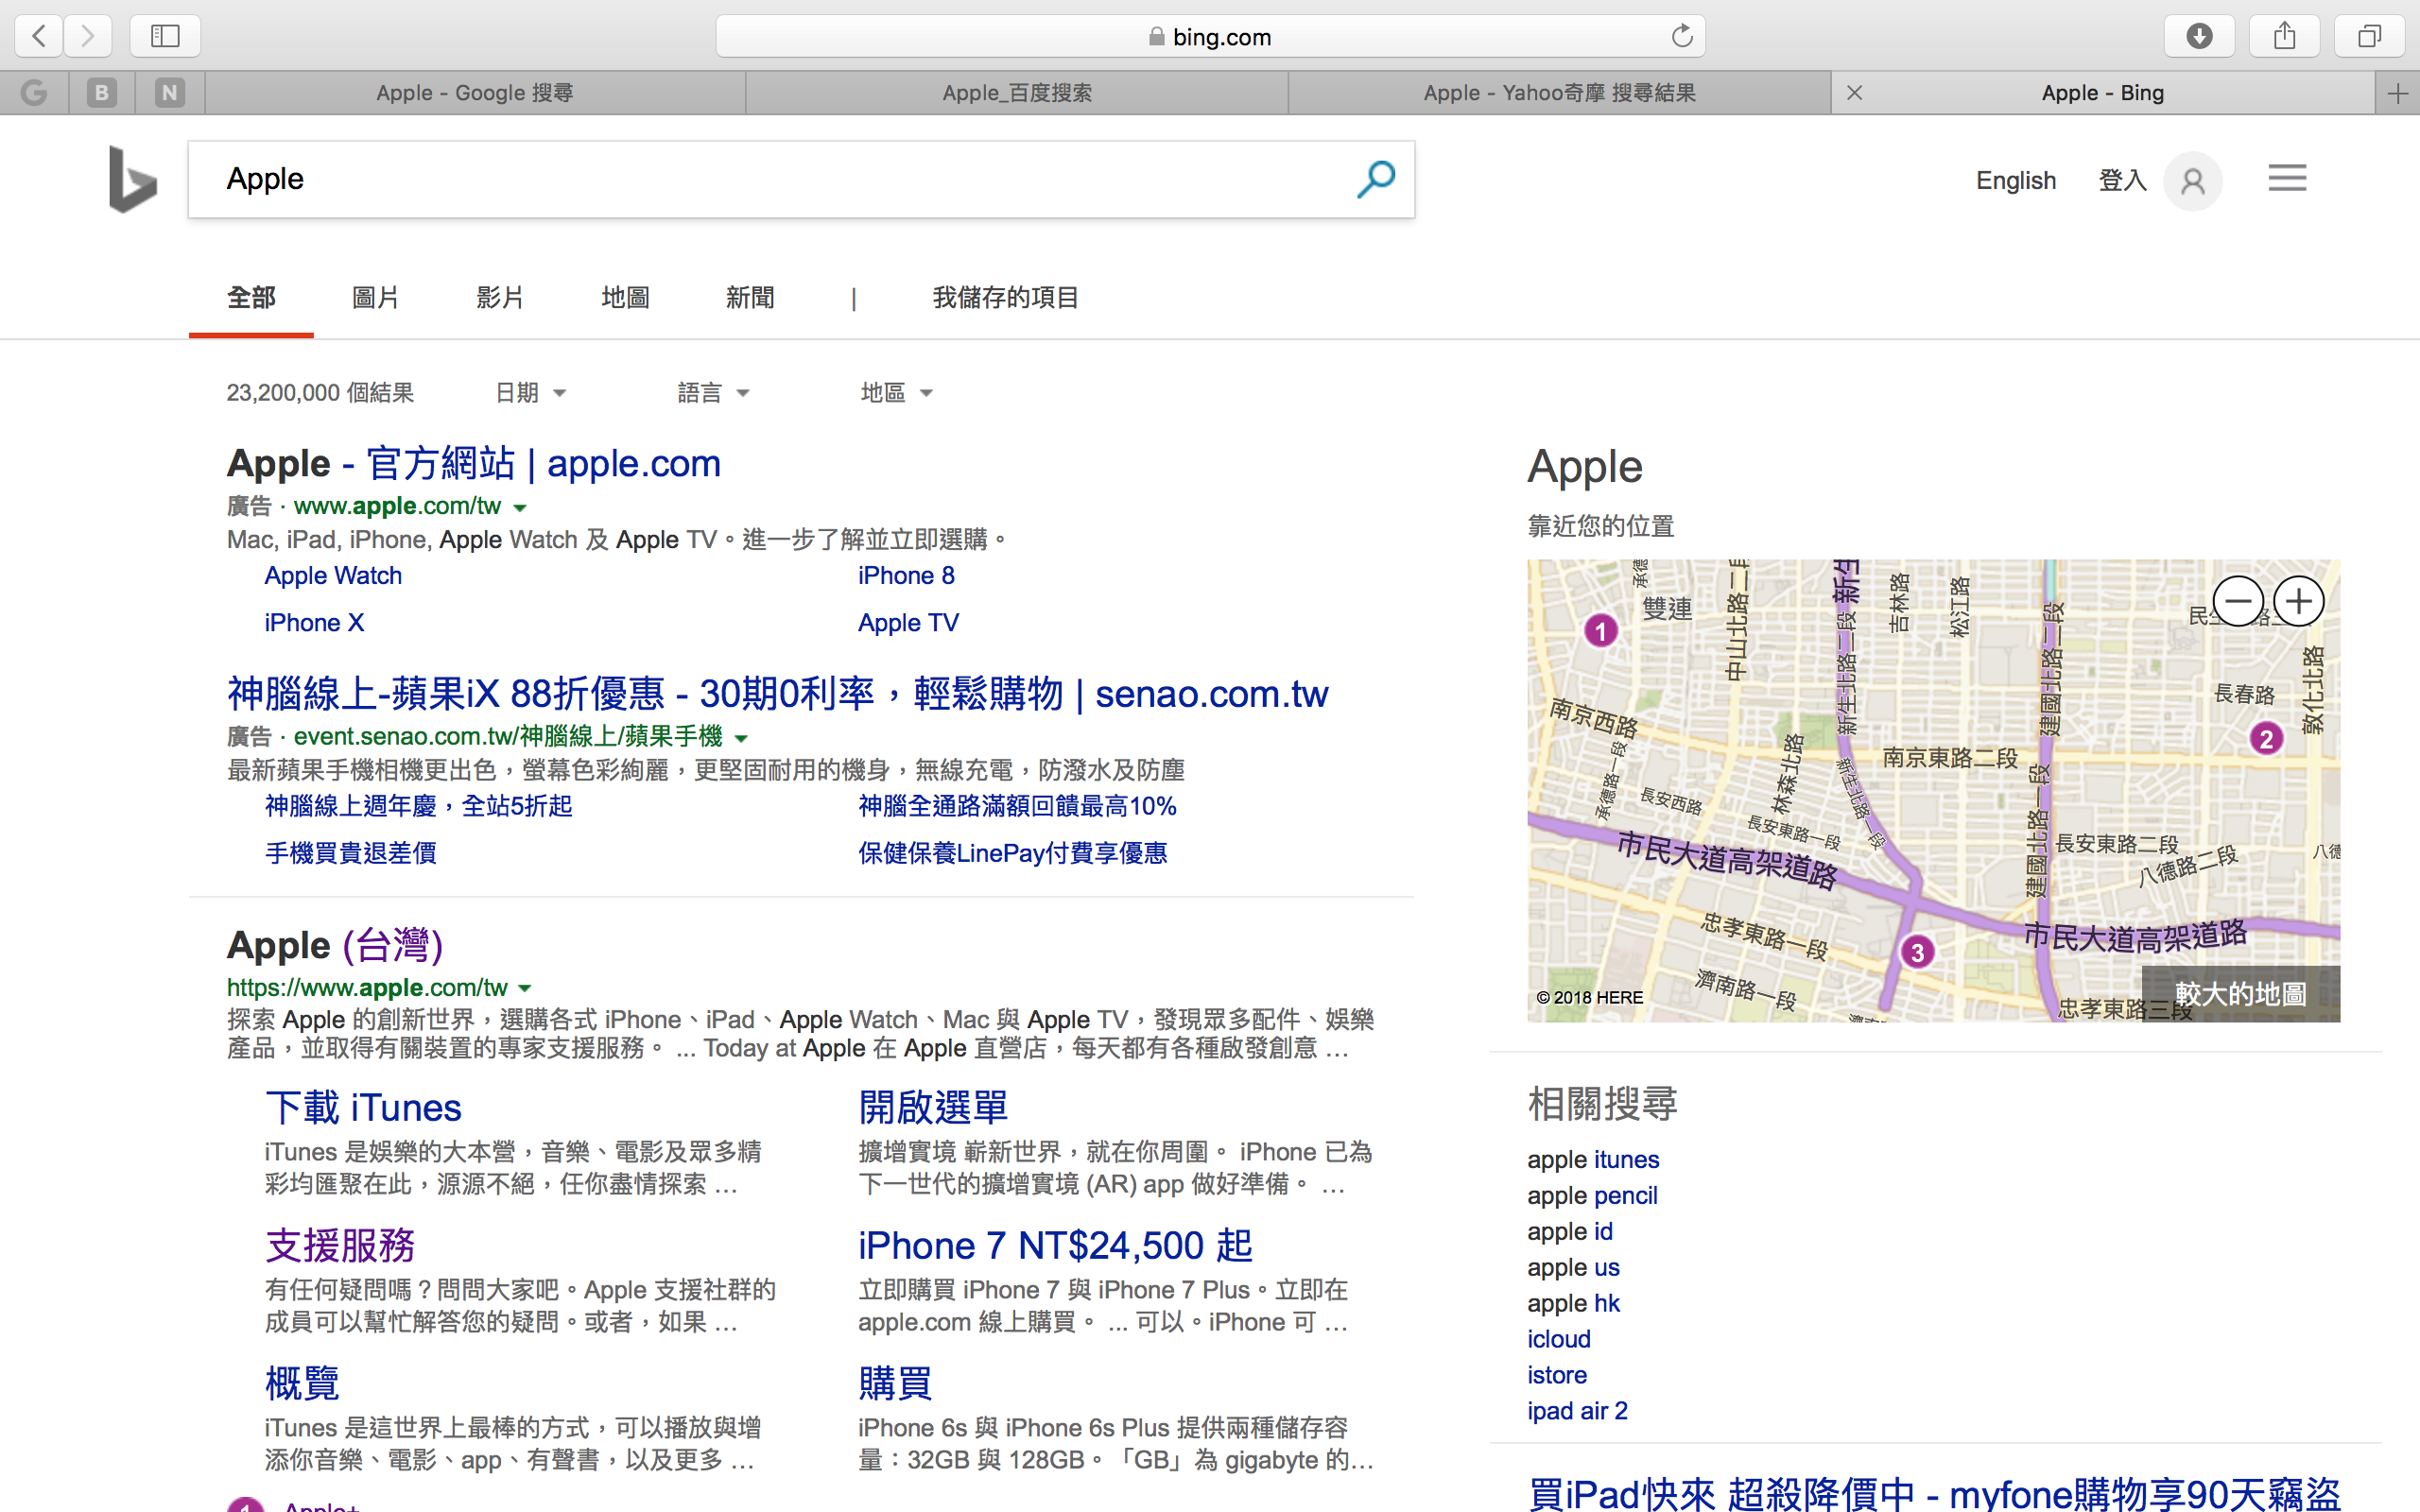 bing.com
B
N
Apple - Google 搜尋
Apple_百度搜索
Apple - Yahoo奇摩 搜尋結果
Apple - Bing
Apple
English
登入
全部
圖片
影片
地圖
新聞
|
我儲存的項目
23,200,000 個結果
日期
語言
地區
Apple - 官方網站 | apple.com
廣告 · www.apple.com/tw
Mac, iPad, iPhone, Apple Watch 及 Apple TV。進一步了解並立即選購。
Apple Watch
iPhone 8
iPhone X
Apple TV
神腦線上-蘋果iX 88折優惠 - 30期0利率，輕鬆購物 | senao.com.tw
廣告 · event.senao.com.tw/神腦線上/蘋果手機
最新蘋果手機相機更出色，螢幕色彩絢麗，更堅固耐用的機身，無線充電，防潑水及防塵
神腦線上週年慶，全站5折起
神腦全通路滿額回饋最高10%
手機買貴退差價
保健保養LinePay付費享優惠
Apple (台灣)
https://www.apple.com/tw
探索 Apple 的創新世界，選購各式 iPhone、iPad、Apple Watch、Mac 與 Apple TV，發現眾多配件、娛樂
產品，並取得有關裝置的專家支援服務。 ... Today at Apple 在 Apple 直營店，每天都有各種啟發創意 …
下載 iTunes
iTunes 是娛樂的大本營，音樂、電影及眾多精
彩均匯聚在此，源源不絕，任你盡情探索 …
開啟選單
擴增實境 嶄新世界，就在你周圍。 iPhone 已為
下一世代的擴增實境 (AR) app 做好準備。 …
支援服務
有任何疑問嗎？問問大家吧。Apple 支援社群的
成員可以幫忙解答您的疑問。或者，如果 …
iPhone 7 NT$24,500 起
立即購買 iPhone 7 與 iPhone 7 Plus。立即在
apple.com 線上購買。 ... 可以。iPhone 可 …
概覽
iTunes 是這世界上最棒的方式，可以播放與增
添你音樂、電影、app、有聲書，以及更多 …
購買
iPhone 6s 與 iPhone 6s Plus 提供兩種儲存容
量：32GB 與 128GB。「GB」為 gigabyte 的…
1
Apple+
Apple
靠近您的位置
承德
雙連
1
中山北路二段
新生
新生北路二段
吉林路
松江路
建國北路二段
長春路
敦化北路
2
南京西路
承德路一段
長安西路
林森北路
南京東路二段
新生北路一段
長安東路一段
建國北路一段
長安東路二段
八德路二段
八德
市民大道高架道路
市民大道高架道路
忠孝東路一段
3
濟南路一段
忠孝東路三段
© 2018 HERE
較大的地圖
相關搜尋
apple itunes
apple pencil
apple id
apple us
apple hk
icloud
istore
ipad air 2
買iPad快來 超殺降價中 - myfone購物享90天竊盜